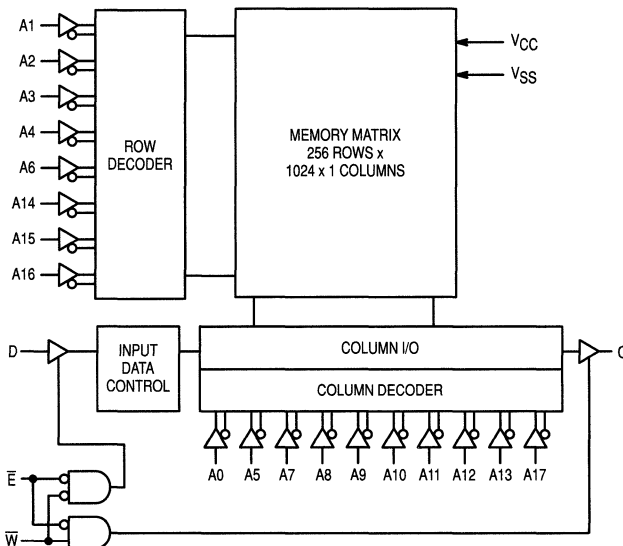 A1
A2
A3
A4
A6
A14
A15
A16
ROW
DECODER
MEMORY MATRIX
256 ROWS x
1024 x 1 COLUMNS
VCC
VSS
D
INPUT
DATA
CONTROL
COLUMN I/O
COLUMN DECODER
A0 A5 A7 A8 A9 A10 A11 A12 A13 A17
E
W